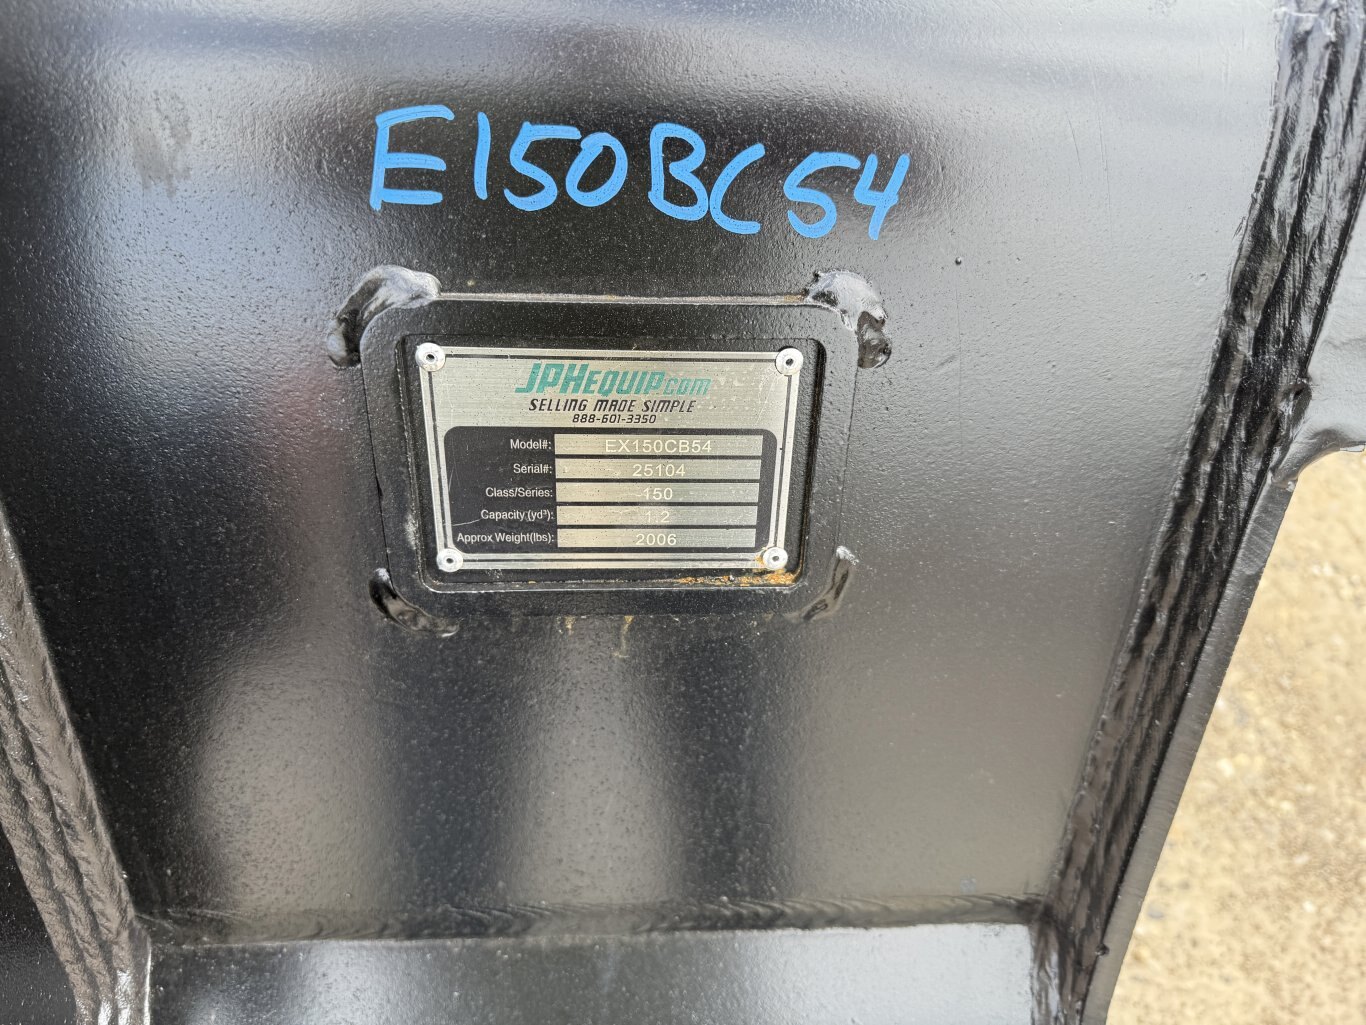 E150BC54
JPHEQUIP.COM
SELLING MADE SIMPLE
888-601-3350
Model#: EX150CB54
Serial#: 25104
Class/Series: 150
Capacity (yd³): 1.2
Approx Weight(lbs): 2006